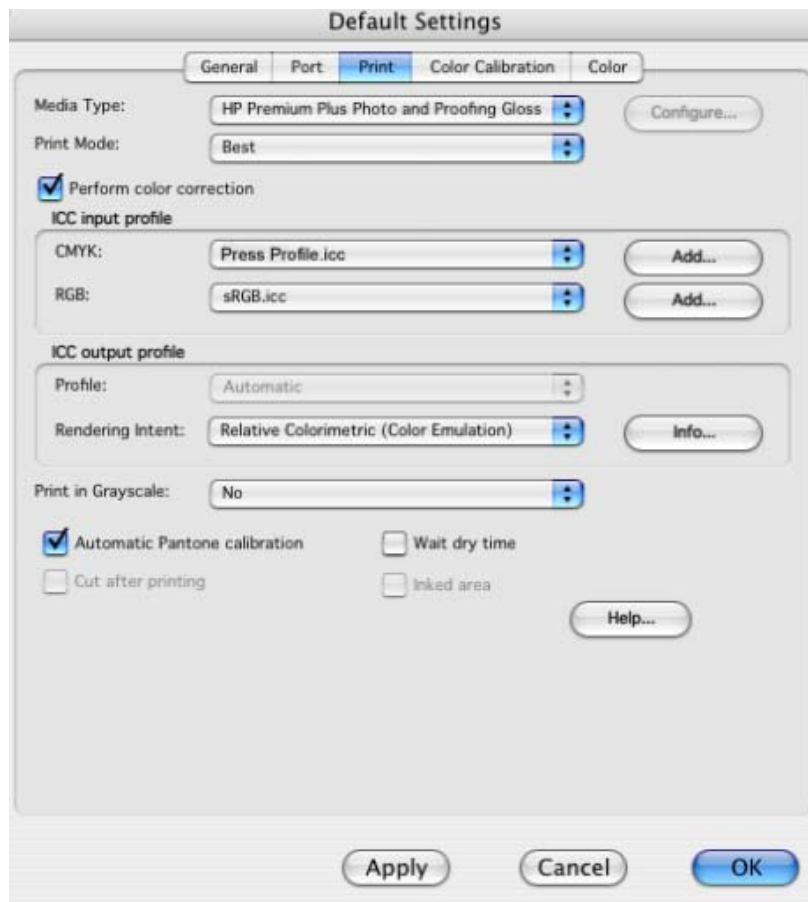 Default Settings
General Port Print Color Calibration Color
Media Type: HP Premium Plus Photo and Proofing Gloss Configure...
Print Mode: Best
Perform color correction
ICC input profile
CMYK: Press Profile.icc Add...
RGB: sRGB.icc Add...
ICC output profile
Profile: Automatic
Rendering Intent: Relative Colorimetric (Color Emulation) Info...
Print in Grayscale: No
Automatic Pantone calibration Wait dry time
Cut after printing Inked area
Help...
Apply Cancel OK